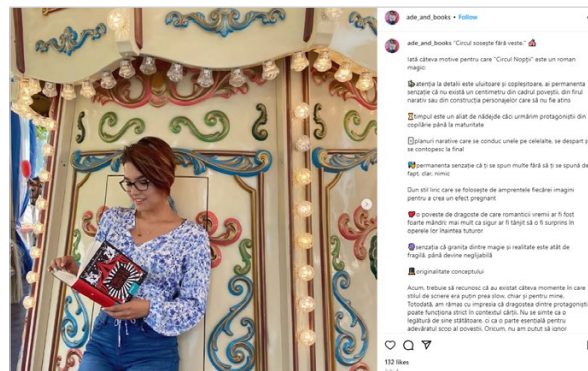 ade_and_books • Follow
ade_and_books "Circul sosește fără veste." 🎪
Iată câteva motive pentru care "Circul Nopții" este un roman
magic:
atenția la detalii este uluitoare și copleșitoare, ai permanenta
senzație că nu există un centimetru din cadrul poveștii, din firul
narativ sau din construcția personajelor care să nu fie atins
⏳timpul este un aliat de nădejde căci urmărim protagoniștii din
copilărie până la maturitate
planuri narative care se conduc unele pe celelalte, se despart și
se contopesc la final
permanenta senzație că ți se spun multe fără să ți se spună de
fapt, clar, nimic
un stil liric care se folosește de amprentele fiecărei imagini
pentru a crea un efect pregnant
❤️o poveste de dragoste de care romanticii vremii ar fi fost
foarte mândri; mai mult ca sigur ar fi tânjit să o fi surprins în
operele lor înaintea tuturor
senzația că granița dintre magie și realitate este atât de
fragilă, până devine neglijabilă
originalitate conceptului
Acum, trebuie să recunosc că au existat câteva momente în care
stilul de scriere era puțin prea slow, chiar și pentru mine.
Totodată, am rămas cu impresia că dragostea dintre protagoniști
poate funcționa strict în contextul cărții. Nu se simte ca o
legătură de sine stătătoare, ci ca o parte esențială pentru
adevăratul scop al poveștii. Oricum, nu am putut să ignor
132 likes